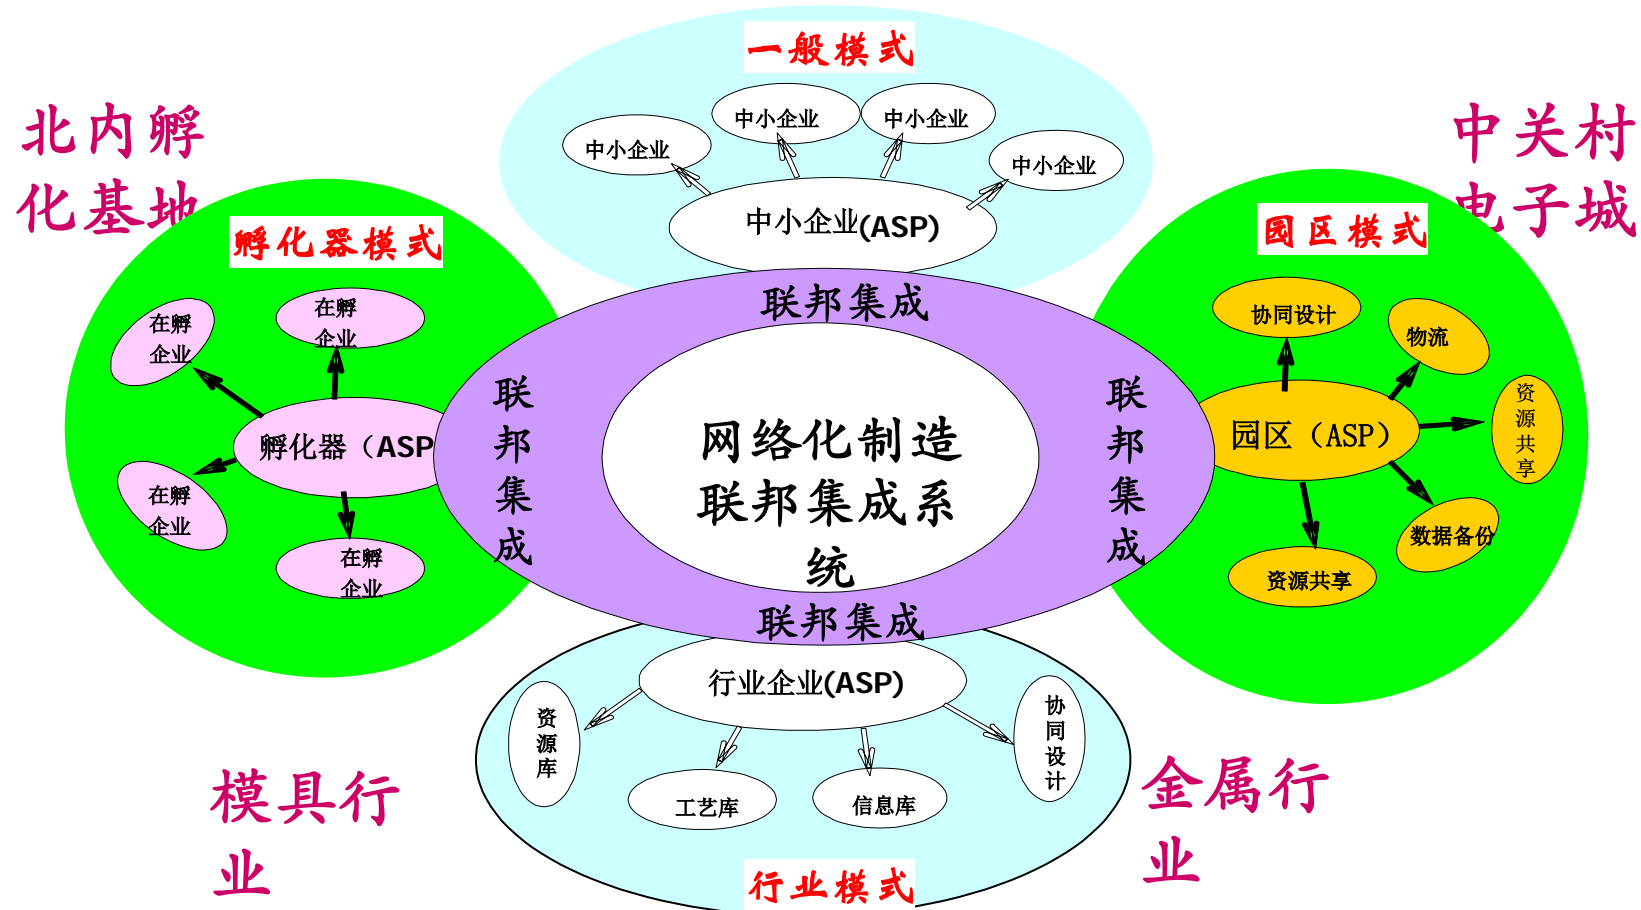 一般模式
中小企业
中小企业
中小企业
中小企业
中小企业(ASP)
北内孵
化基地
孵化器模式
在孵
企业
在孵
企业
孵化器（ASP
在孵
企业
在孵
企业
中关村
电子城
园区模式
协同设计
物流
资
源
共
享
园区（ASP）
数据备份
资源共享
联邦集成
联
邦
集
成
网络化制造
联邦集成系
统
联
邦
集
成
联邦集成
行业企业(ASP)
资
源
库
工艺库
信息库
协
同
设
计
行业模式
模具行
业
金属行
业